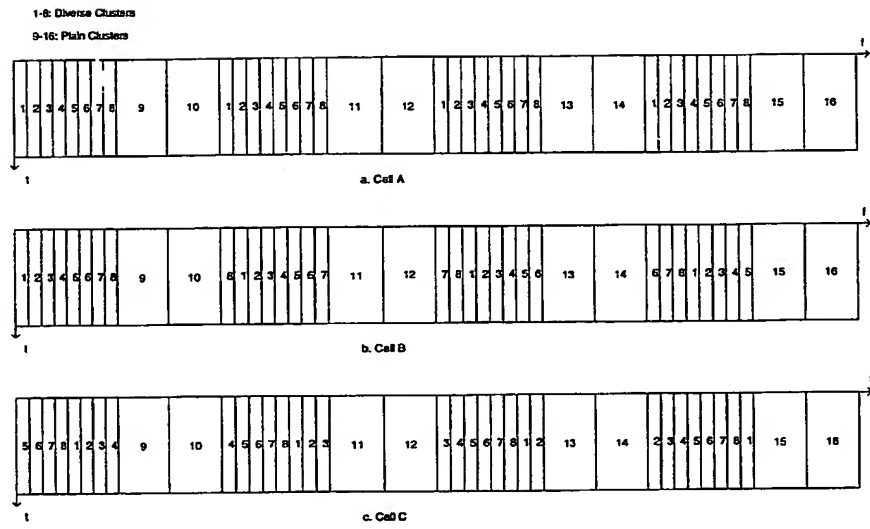 1-8: Diverse Clusters
9-16: Plain Clusters
f
1 2 3 4 5 6 7 8 9 10 1 2 3 4 5 6 7 8 11 12 1 2 3 4 5 6 7 8 13 14 1 2 3 4 5 6 7 8 15 16
t
a. Cell A
f
1 2 3 4 5 6 7 8 9 10 8 1 2 3 4 5 6 7 11 12 7 8 1 2 3 4 5 6 13 14 6 7 8 1 2 3 4 5 15 16
t
b. Cell B
5 6 7 8 1 2 3 4 9 10 4 5 6 7 8 1 2 3 11 12 3 4 5 6 7 8 1 2 13 14 2 3 4 5 6 7 8 1 15 16
t
c. Cell C